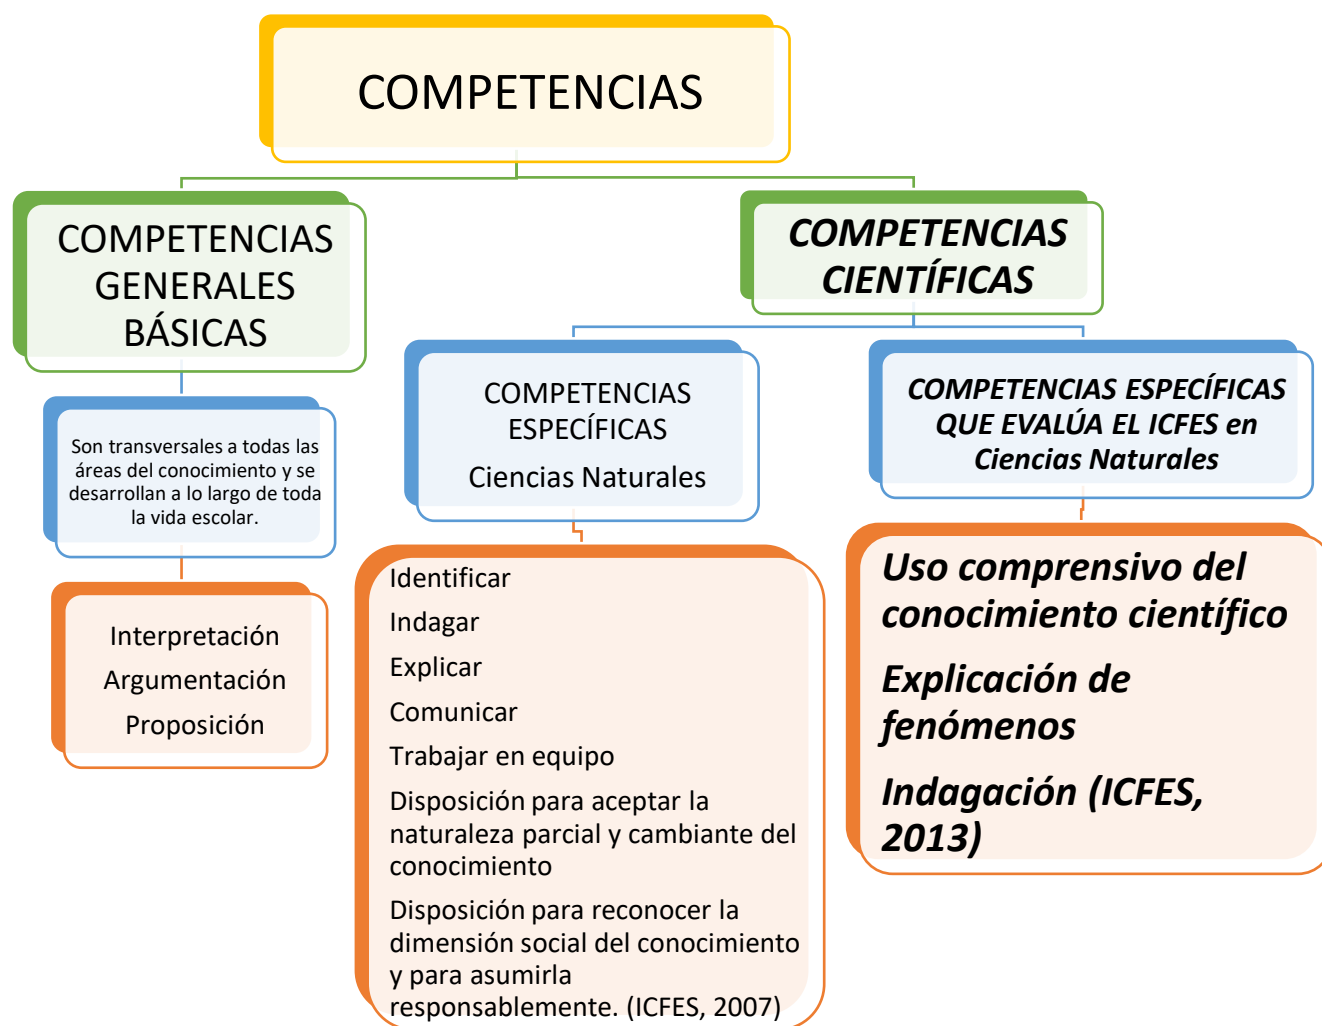 COMPETENCIAS
COMPETENCIAS
GENERALES
BÁSICAS
Son transversales a todas las
áreas del conocimiento y se
desarrollan a lo largo de toda
la vida escolar.
Interpretación
Argumentación
Proposición
COMPETENCIAS
CIENTÍFICAS
COMPETENCIAS
ESPECÍFICAS
Ciencias Naturales
Identificar
Indagar
Explicar
Comunicar
Trabajar en equipo
Disposición para aceptar la
naturaleza parcial y cambiante del
conocimiento
Disposición para reconocer la
dimensión social del conocimiento
y para asumirla
responsablemente. (ICFES, 2007)
COMPETENCIAS ESPECÍFICAS
QUE EVALÚA EL ICFES en
Ciencias Naturales
Uso comprensivo del
conocimiento científico
Explicación de
fenómenos
Indagación (ICFES,
2013)